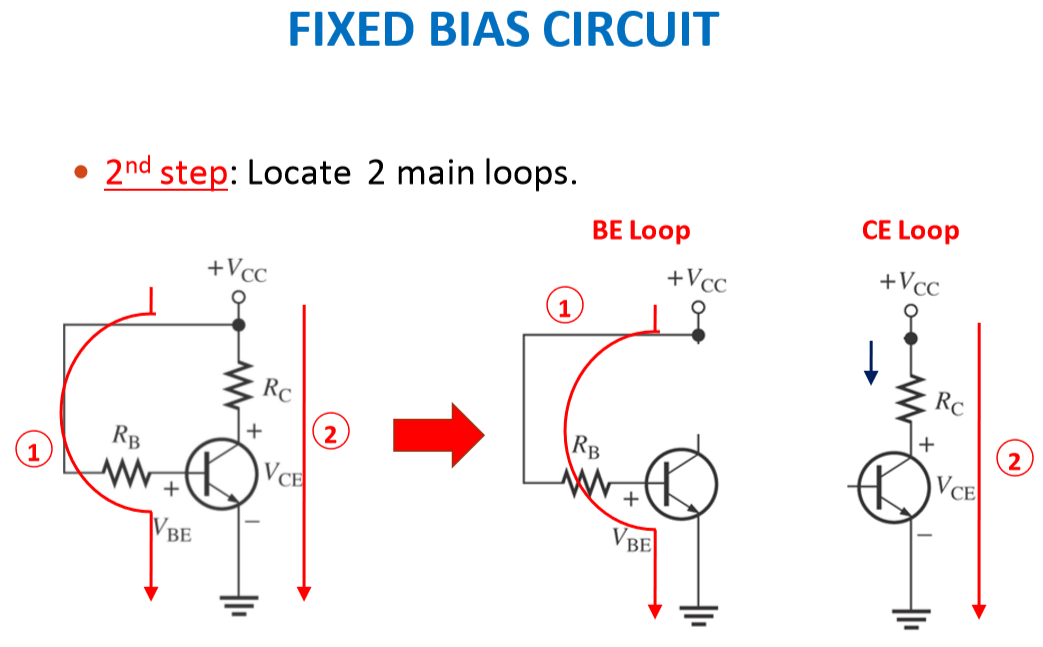 FIXED BIAS CIRCUIT
• 2nd step: Locate 2 main loops.
BE Loop
CE Loop
+VCC
RC
RB
+
VCE
+
VBE
−
1
2
+VCC
1
RB
+
VBE
+VCC
RC
+
VCE
−
2